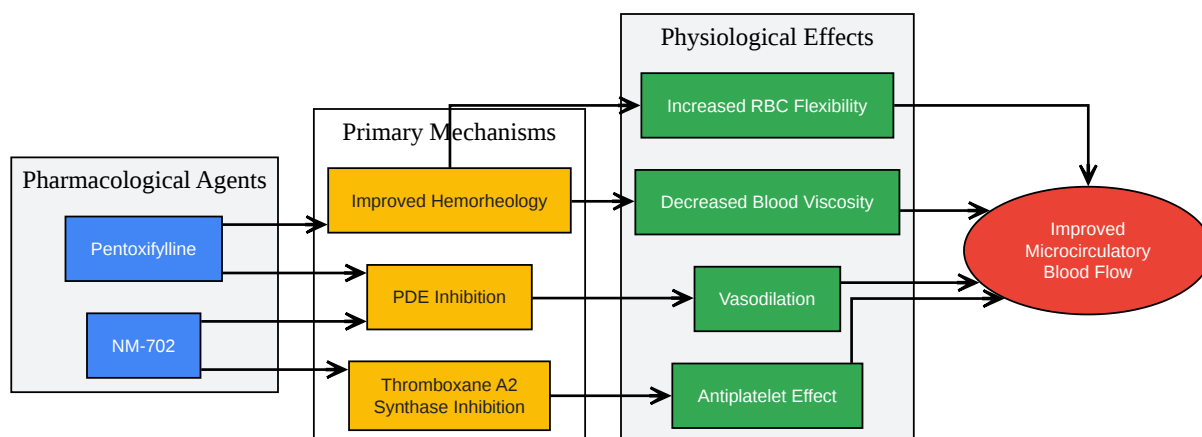 Pharmacological Agents
Pentoxifylline
NM-702
Primary Mechanisms
Improved Hemorheology
PDE Inhibition
Thromboxane A2
Synthase Inhibition
Physiological Effects
Increased RBC Flexibility
Decreased Blood Viscosity
Vasodilation
Antiplatelet Effect
Improved
Microcirculatory
Blood Flow